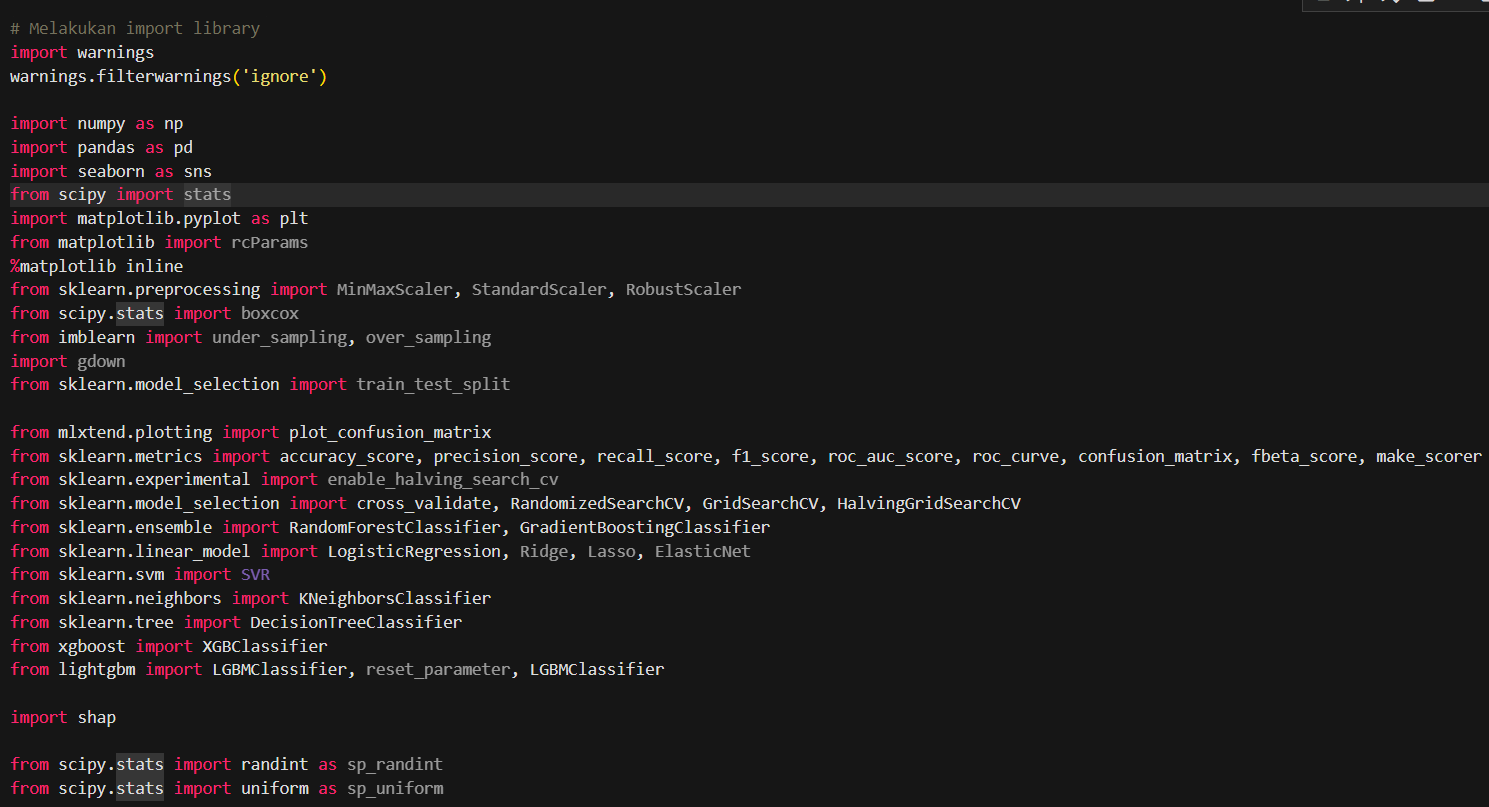 # Melakukan import library
import warnings
warnings.filterwarnings('ignore')
import numpy as np
import pandas as pd
import seaborn as sns
from scipy import stats
import matplotlib.pyplot as plt
from matplotlib import rcParams
%matplotlib inline
from sklearn.preprocessing import MinMaxScaler, StandardScaler, RobustScaler
from scipy.stats import boxcox
from imblearn import under_sampling, over_sampling
import gdown
from sklearn.model_selection import train_test_split
from mlxtend.plotting import plot_confusion_matrix
from sklearn.metrics import accuracy_score, precision_score, recall_score, f1_score, roc_auc_score, roc_curve, confusion_matrix, fbeta_score, make_scorer
from sklearn.experimental import enable_halving_search_cv
from sklearn.model_selection import cross_validate, RandomizedSearchCV, GridSearchCV, HalvingGridSearchCV
from sklearn.ensemble import RandomForestClassifier, GradientBoostingClassifier
from sklearn.linear_model import LogisticRegression, Ridge, Lasso, ElasticNet
from sklearn.svm import SVR
from sklearn.neighbors import KNeighborsClassifier
from sklearn.tree import DecisionTreeClassifier
from xgboost import XGBClassifier
from lightgbm import LGBMClassifier, reset_parameter, LGBMClassifier
import shap
from scipy.stats import randint as sp_randint
from scipy.stats import uniform as sp_uniform